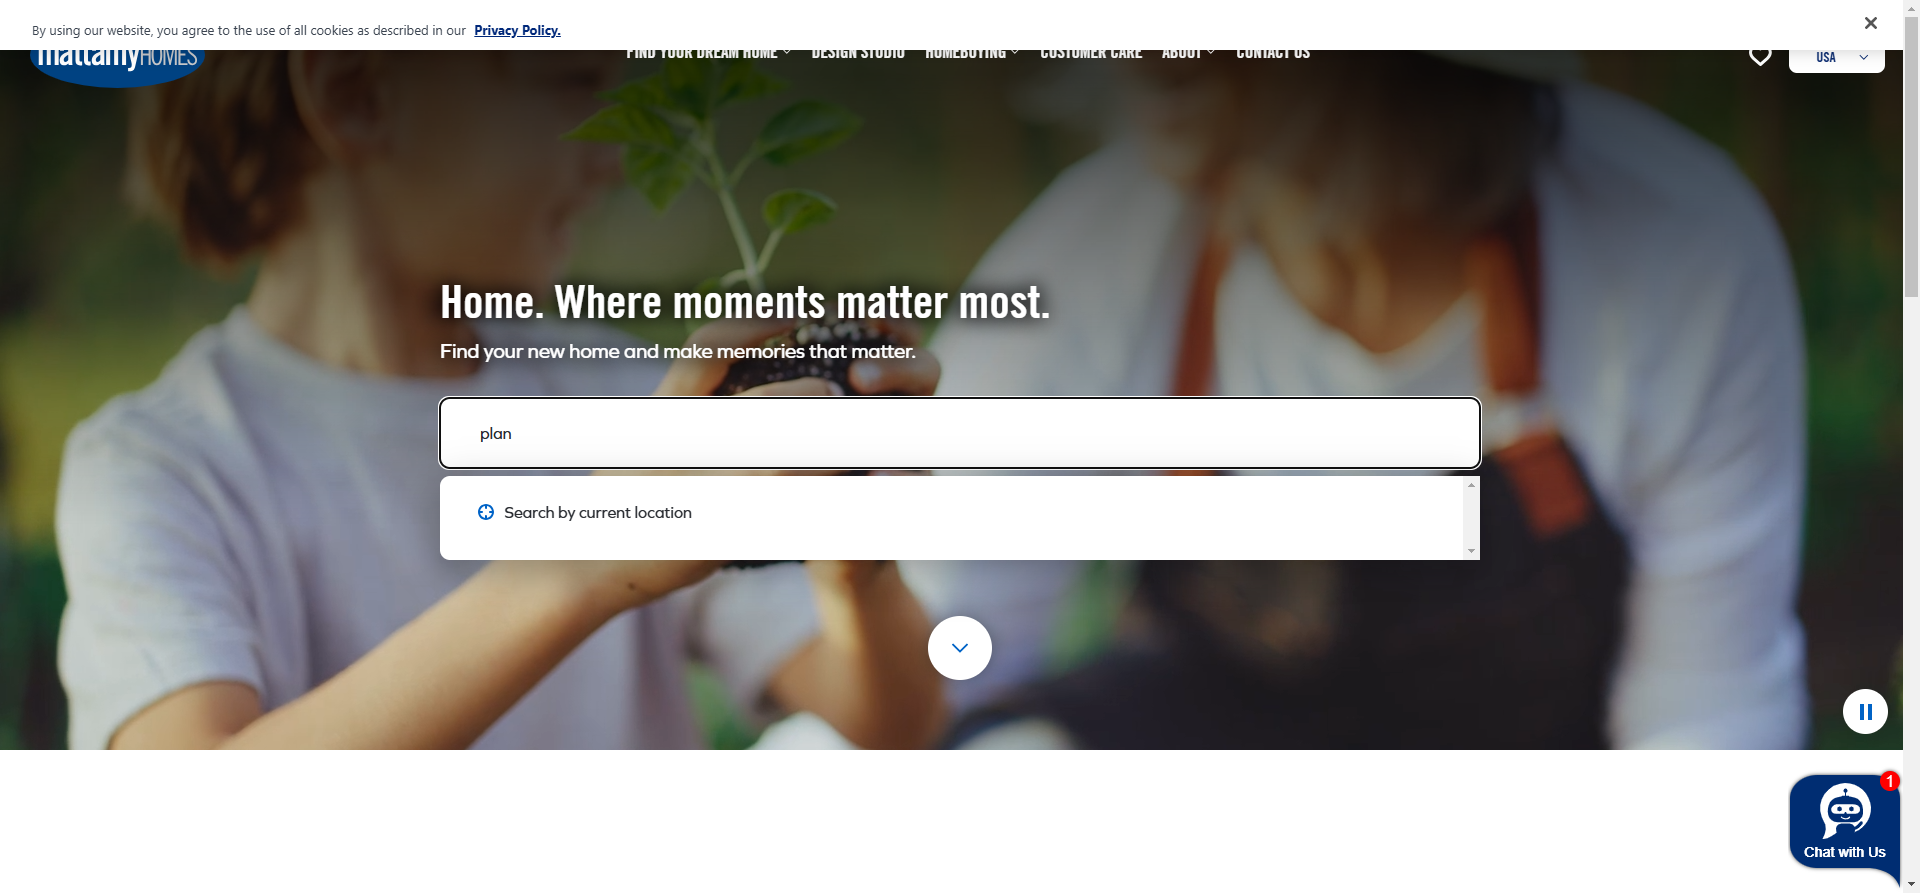 By using our website, you agree to the use of all cookies as described in our Privacy Policy.
mattamyHOMES
FIND YOUR DREAM HOME
DESIGN STUDIO
HOMEBUYING
CUSTOMER CARE
ABOUT
CONTACT US
USA
Home. Where moments matter most.
Find your new home and make memories that matter.
plan
Search by current location
1
Chat with Us